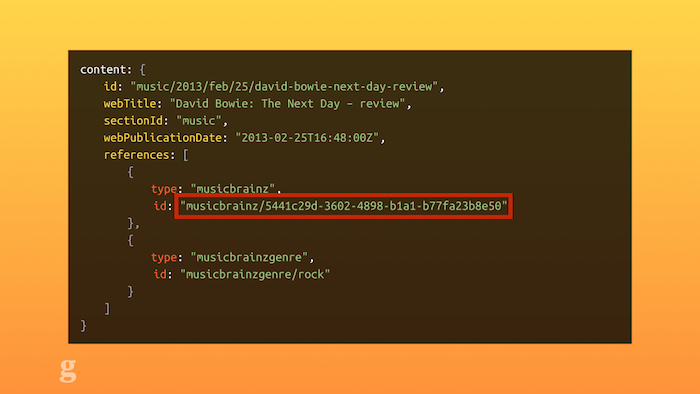 content: {
id: "music/2013/feb/25/david-bowie-next-day-review",
webTitle: "David Bowie: The Next Day – review",
sectionId: "music",
webPublicationDate: "2013-02-25T16:48:00Z",
references: [
{
type: "musicbrainz",
id: "musicbrainz/5441c29d-3602-4898-b1a1-b77fa23b8e50"
},
{
type: "musicbrainzgenre",
id: "musicbrainzgenre/rock"
}
]
}
g